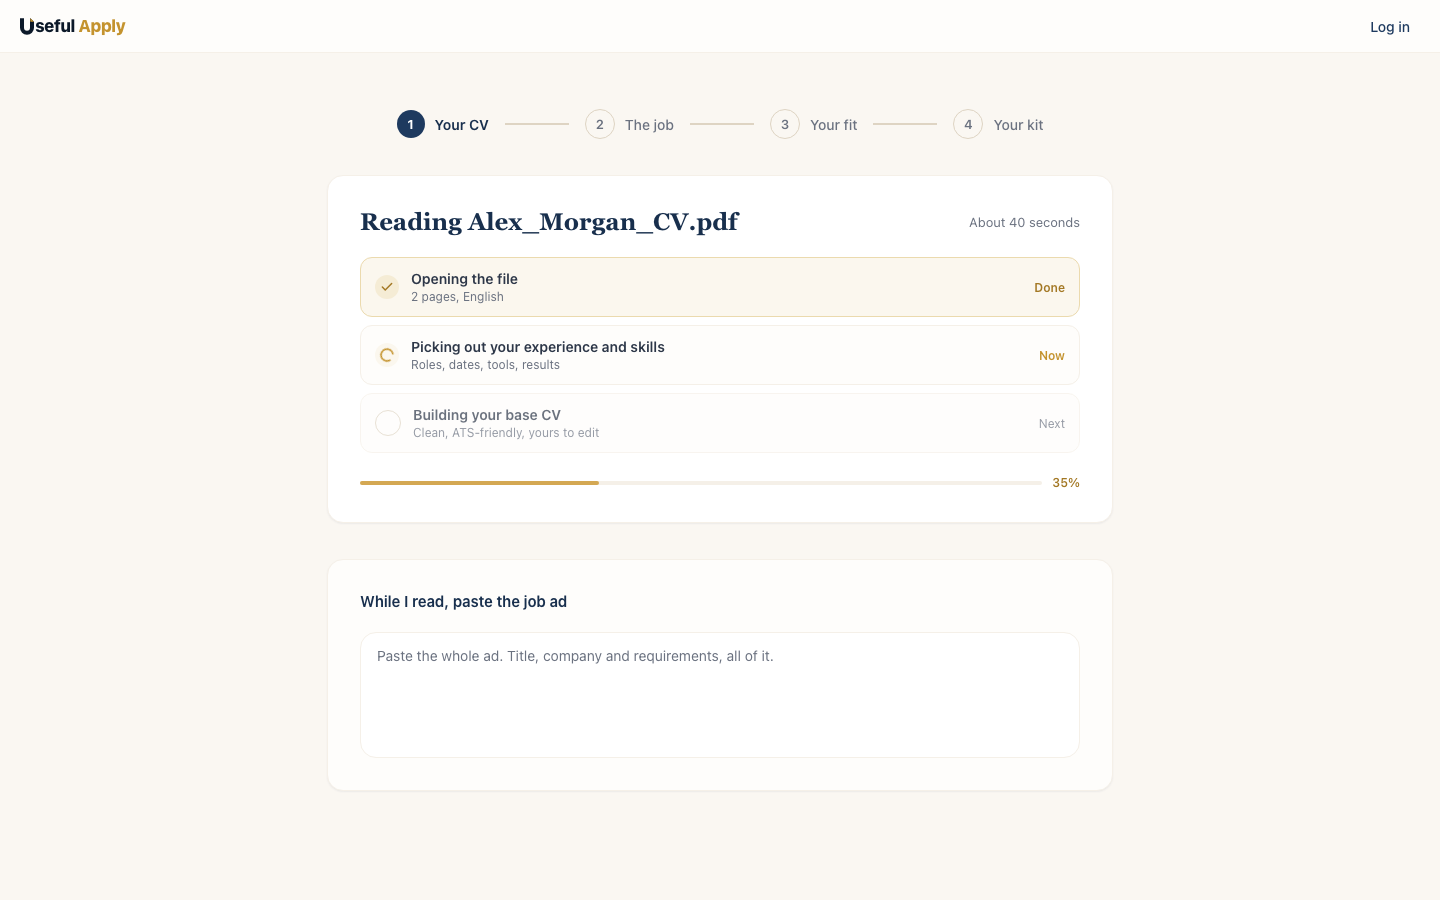 Useful Apply
Log in
1 Your CV
2 The job
3 Your fit
4 Your kit
Reading Alex_Morgan_CV.pdf
About 40 seconds
Opening the file
2 pages, English
Done
Picking out your experience and skills
Roles, dates, tools, results
Now
Building your base CV
Clean, ATS-friendly, yours to edit
Next
35%
While I read, paste the job ad
Paste the whole ad. Title, company and requirements, all of it.